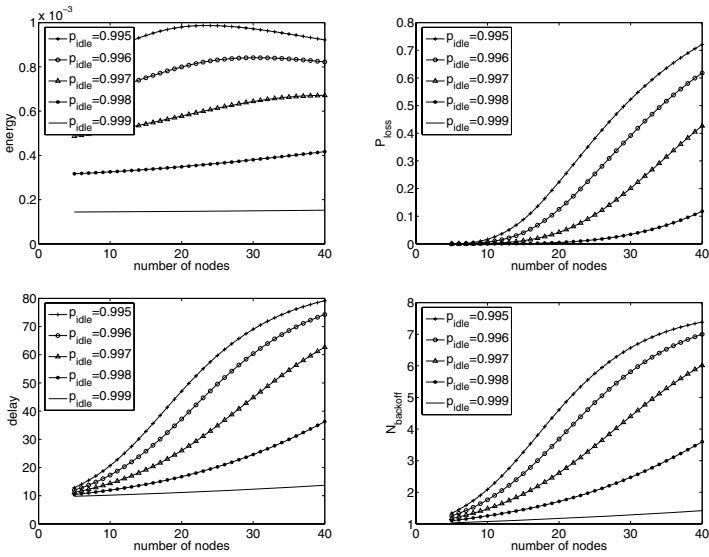 1 x 10^-3
0.8
0.6
0.4
0.2
0
energy
p_idle=0.995
p_idle=0.996
p_idle=0.997
p_idle=0.998
p_idle=0.999
0 10 20 30 40
number of nodes
0.8
0.7
0.6
0.5
0.4
0.3
0.2
0.1
0
P_loss
p_idle=0.995
p_idle=0.996
p_idle=0.997
p_idle=0.998
p_idle=0.999
0 10 20 30 40
number of nodes
80
70
60
50
40
30
20
10
0
delay
p_idle=0.995
p_idle=0.996
p_idle=0.997
p_idle=0.998
p_idle=0.999
0 10 20 30 40
number of nodes
8
7
6
5
4
3
2
1
N_backoff
p_idle=0.995
p_idle=0.996
p_idle=0.997
p_idle=0.998
p_idle=0.999
0 10 20 30 40
number of nodes